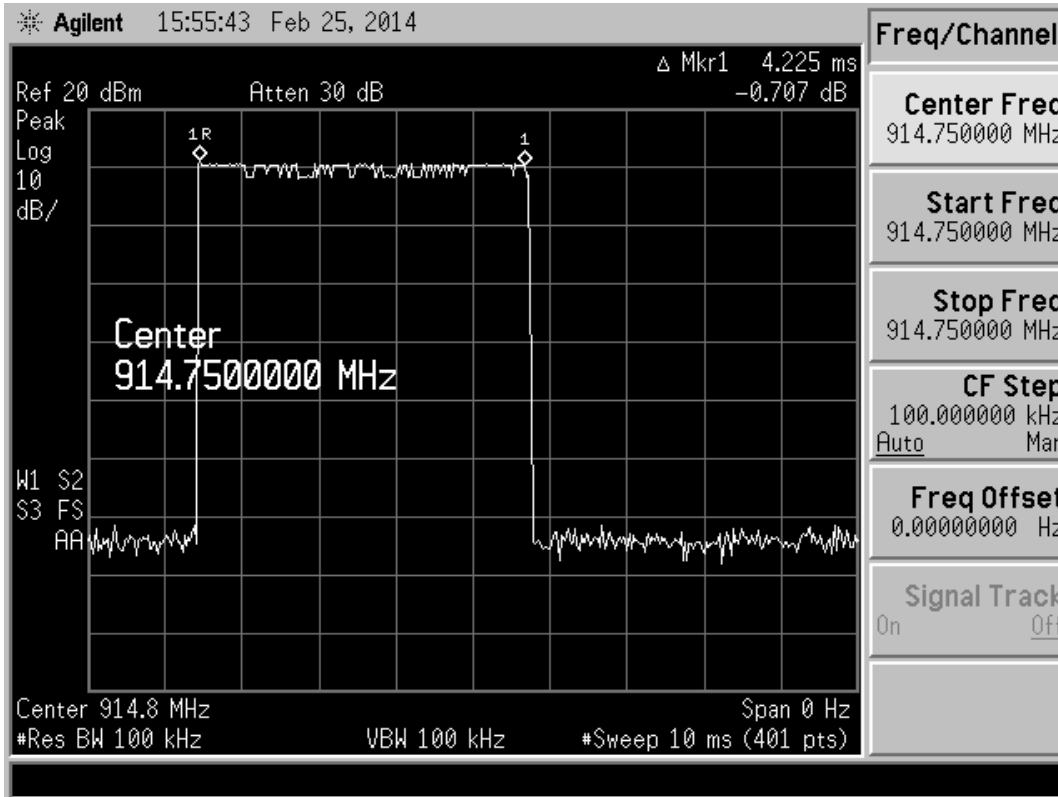 Agilent 15:55:43 Feb 25, 2014
Δ Mkr1 4.225 ms
Ref 20 dBm Atten 30 dB -0.707 dB
Peak
Log
10
dB/
1R
1
Center
914.7500000 MHz
W1 S2
S3 FS
AA
Center 914.8 MHz Span 0 Hz
#Res BW 100 kHz VBW 100 kHz #Sweep 10 ms (401 pts)
Freq/Channel
Center Freq
914.750000 MHz
Start Freq
914.750000 MHz
Stop Freq
914.750000 MHz
CF Step
100.000000 kHz
Auto Man
Freq Offset
0.00000000 Hz
Signal Track
On Off